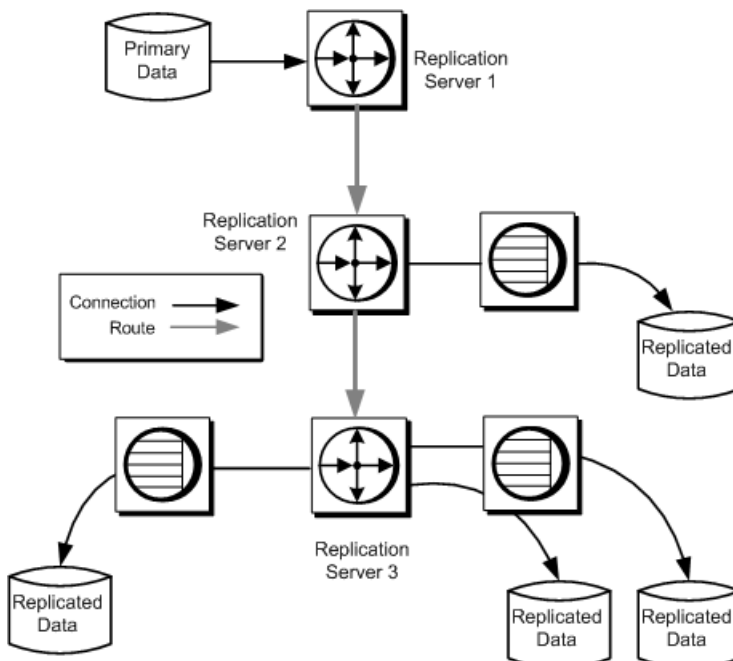 Primary
Data
Replication
Server 1
Replication
Server 2
Connection
Route
Replicated
Data
Replication
Server 3
Replicated
Data
Replicated
Data
Replicated
Data